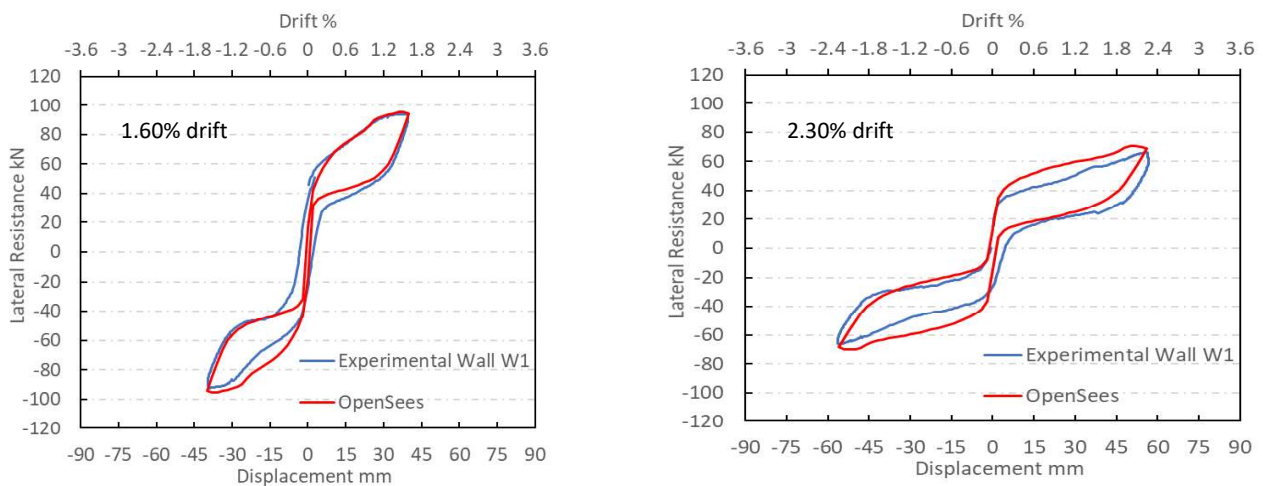 Drift %
-3.6 -3 -2.4 -1.8 -1.2 -0.6 0 0.6 1.2 1.8 2.4 3 3.6
120
100
80
60
40
20
0
-20
-40
-60
-80
-100
-120
Lateral Resistance kN
1.60% drift
Experimental Wall W1
OpenSees
-90 -75 -60 -45 -30 -15 0 15 30 45 60 75 90
Displacement mm
Drift %
-3.6 -3 -2.4 -1.8 -1.2 -0.6 0 0.6 1.2 1.8 2.4 3 3.6
120
100
80
60
40
20
0
-20
-40
-60
-80
-100
-120
Lateral Resistance kN
2.30% drift
Experimental Wall W1
OpenSees
-90 -75 -60 -45 -30 -15 0 15 30 45 60 75 90
Displacement mm